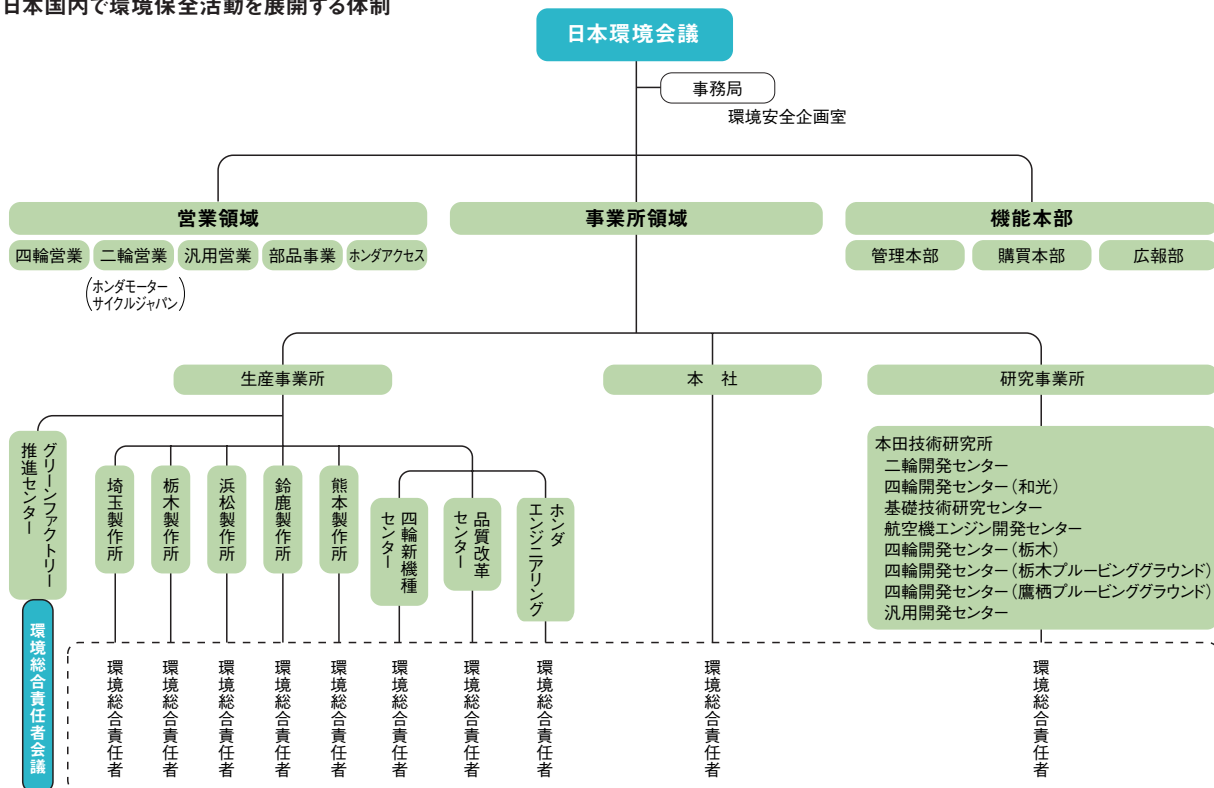 日本国内で環境保全活動を展開する体制
日本環境会議
事務局
環境安全企画室
営業領域
四輪営業
二輪営業
汎用営業
部品事業
ホンダアクセス
(ホンダモーター
サイクルジャパン)
事業所領域
機能本部
管理本部
購買本部
広報部
生産事業所
本 社
研究事業所
グリーンファクトリー
推進センター
埼玉製作所
栃木製作所
浜松製作所
鈴鹿製作所
熊本製作所
四輪新機種
センター
品質改革
センター
ホンダ
エンジニアリング
本田技術研究所
二輪開発センター
四輪開発センター(和光)
基礎技術研究センター
航空機エンジン開発センター
四輪開発センター(栃木)
四輪開発センター(栃木プルービンググラウンド)
四輪開発センター(鷹栖プルービンググラウンド)
汎用開発センター
環境総合責任者会議
環境総合責任者
環境総合責任者
環境総合責任者
環境総合責任者
環境総合責任者
環境総合責任者
環境総合責任者
環境総合責任者
環境総合責任者
環境総合責任者